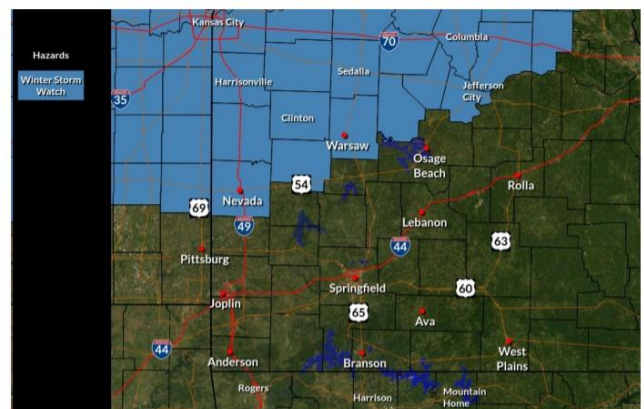 Kansas City
70
Columbia
Hazards
Winter Storm
Watch
Harrisonville
Sedalia
Jefferson
City
35
Clinton
Warsaw
Osage
Beach
54
Rolla
69
Nevada
49
Lebanon
44
63
Pittsburg
Springfield
60
Joplin
65
Ava
44
Anderson
Branson
West
Plains
Rogers
Harrison
Mountain
Home